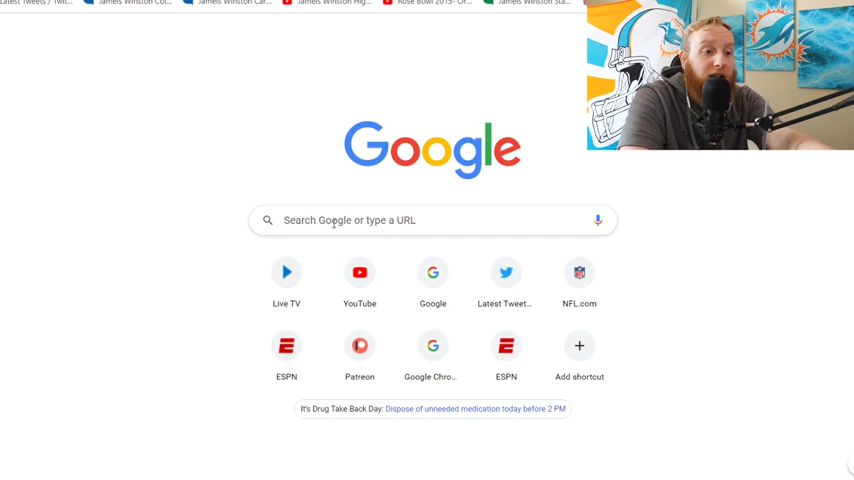 Latest Tweets / Twit...
Jameis Winston Col...
Jameis Winston Car...
Jameis Winston Hig...
Rose Bowl 2015- Or...
Jameis Winston Sta...
Google
Search Google or type a URL
Live TV
YouTube
Google
Latest Tweet...
NFL.com
ESPN
Patreon
Google Chro...
ESPN
Add shortcut
It's Drug Take Back Day: Dispose of unneeded medication today before 2 PM